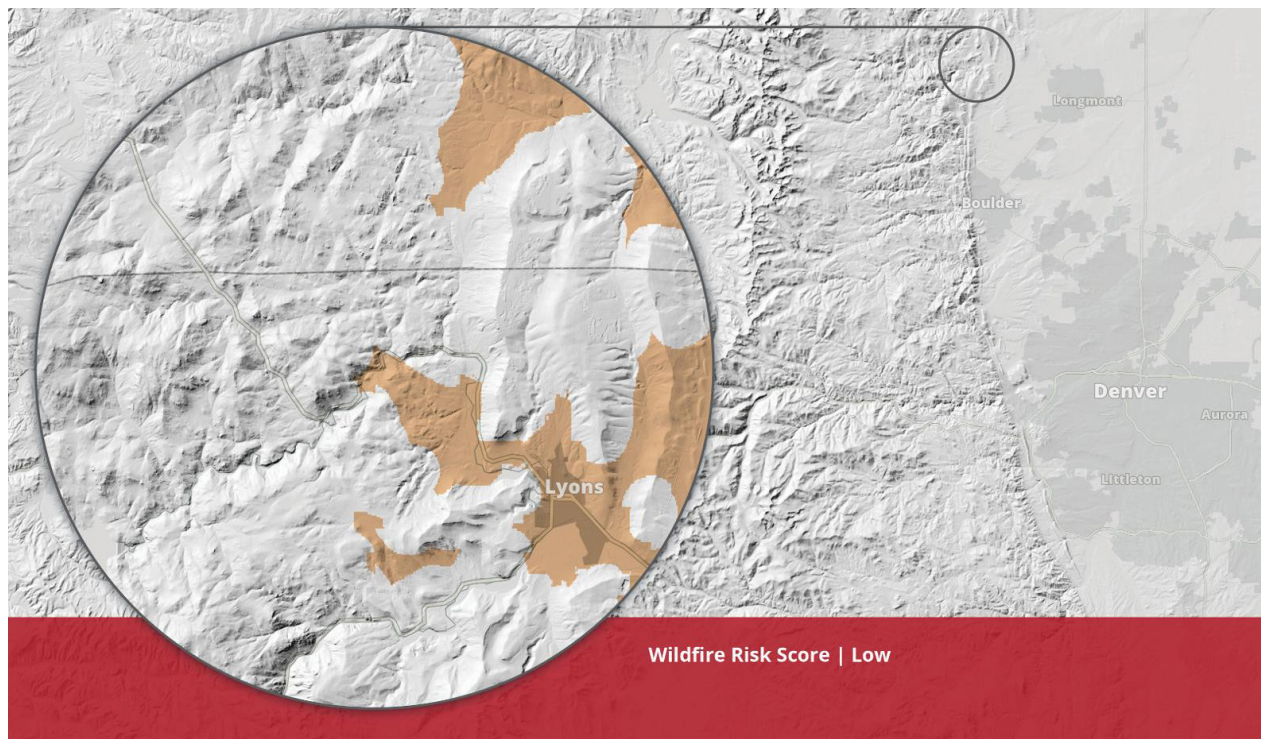 Longmont
Boulder
Denver
Aurora
Littleton
Lyons
Wildfire Risk Score | Low